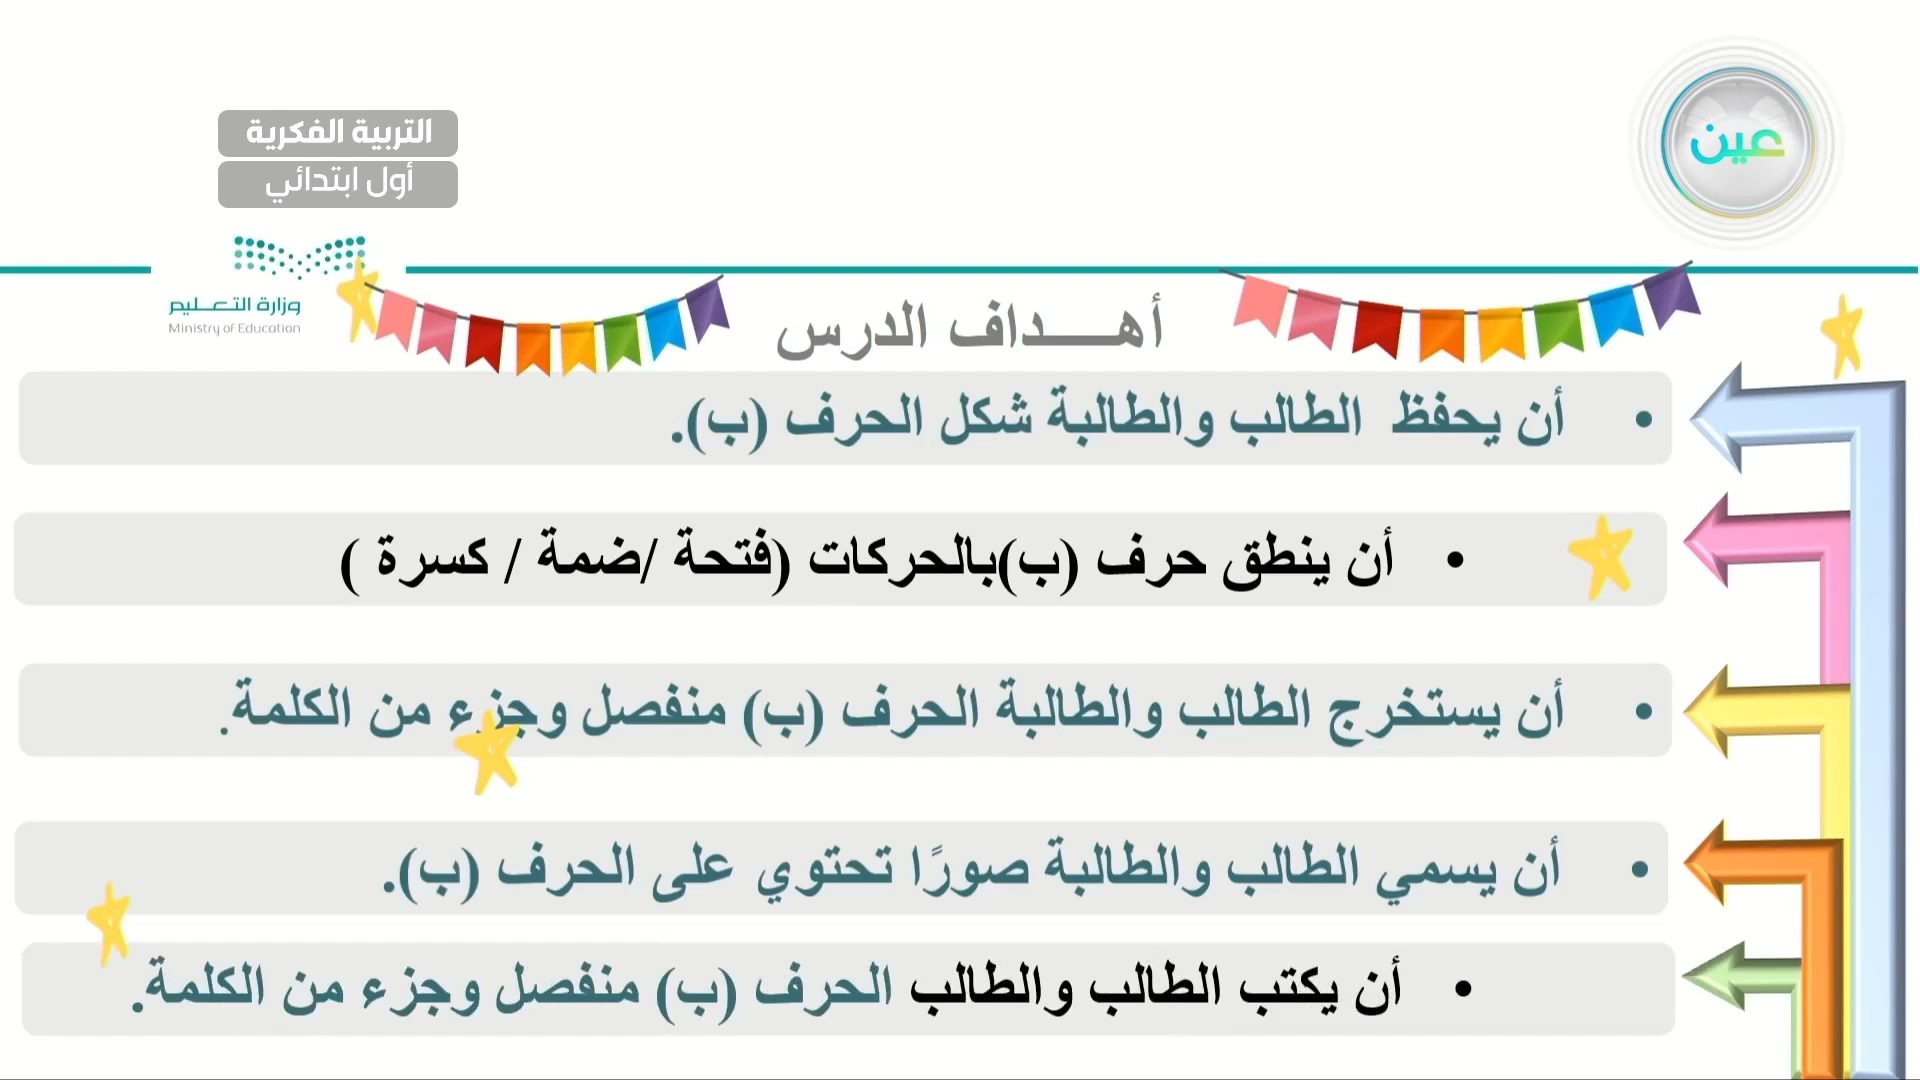 عين
التربية الفكرية
أول ابتدائي
وزارة التعـــليم
Ministry of Education
أهـــــداف الدرس
• أن يحفظ الطالب والطالبة شكل الحرف (ب).
• أن ينطق حرف (ب)بالحركات (فتحة /ضمة / كسرة )
• أن يستخرج الطالب والطالبة الحرف (ب) منفصل وجزء من الكلمة.
• أن يسمي الطالب والطالبة صورًا تحتوي على الحرف (ب).
• أن يكتب الطالب والطالب الحرف (ب) منفصل وجزء من الكلمة.